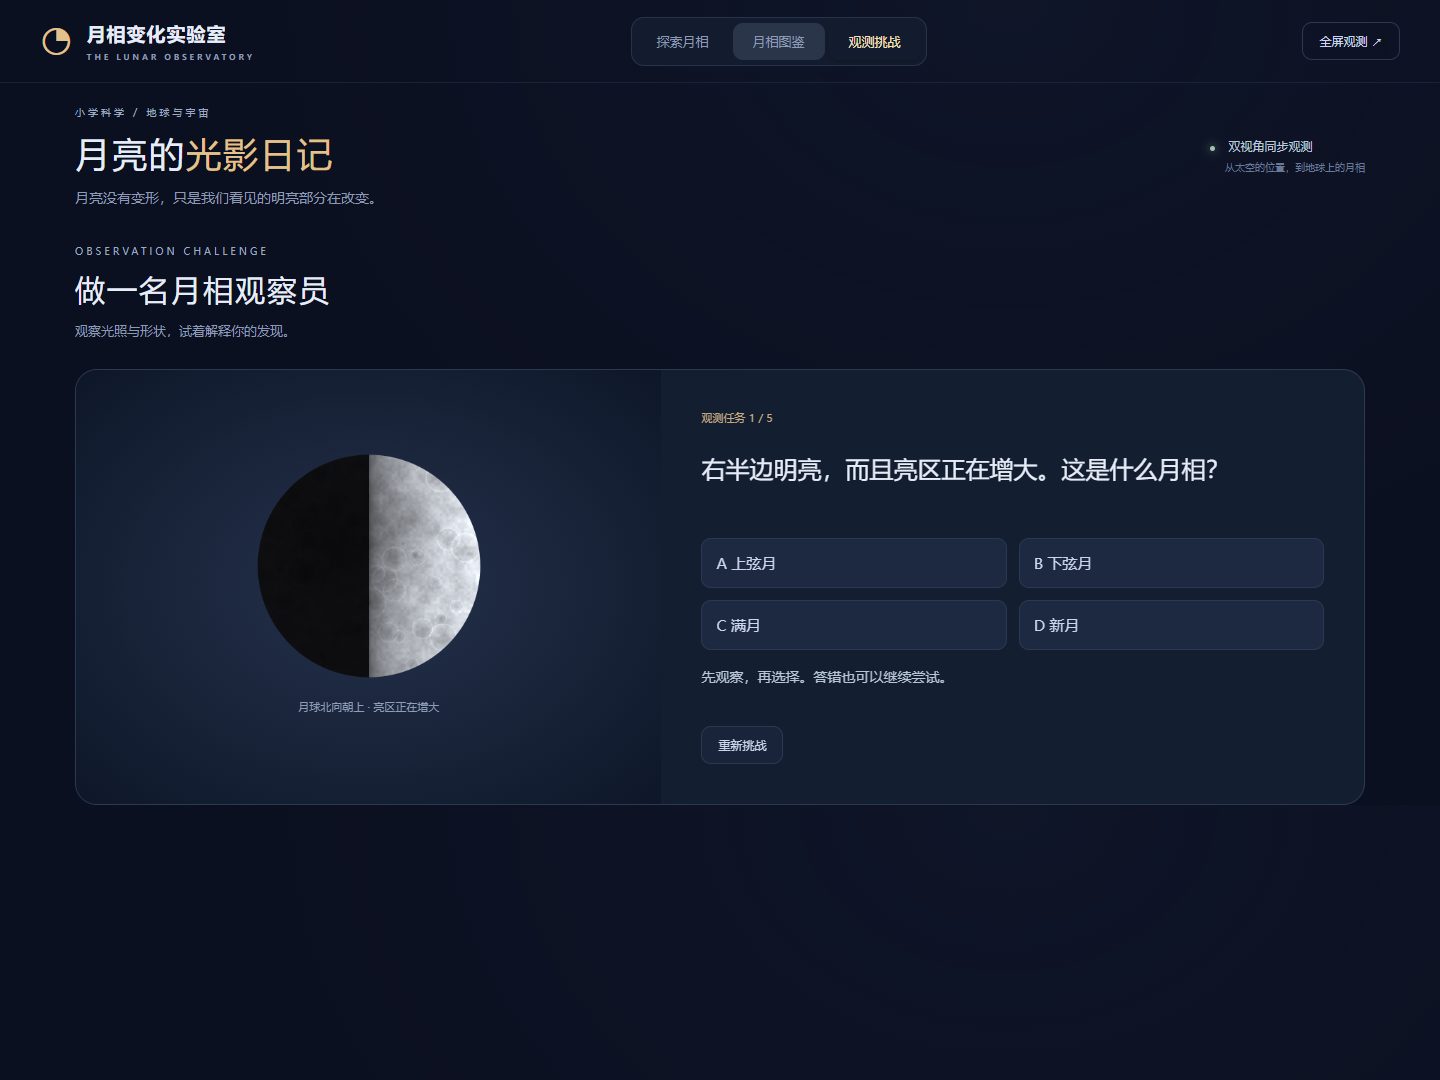 月相变化实验室
THE LUNAR OBSERVATORY
探索月相
月相图鉴
观测挑战
全屏观测 ↗
小学科学 / 地球与宇宙
月亮的光影日记
月亮没有变形，只是我们看见的明亮部分在改变。
双视角同步观测
从太空的位置，到地球上的月相
OBSERVATION CHALLENGE
做一名月相观察员
观察光照与形状，试着解释你的发现。
月球北向朝上 · 亮区正在增大
观测任务 1 / 5
右半边明亮，而且亮区正在增大。这是什么月相？
A 上弦月
B 下弦月
C 满月
D 新月
先观察，再选择。答错也可以继续尝试。
重新挑战